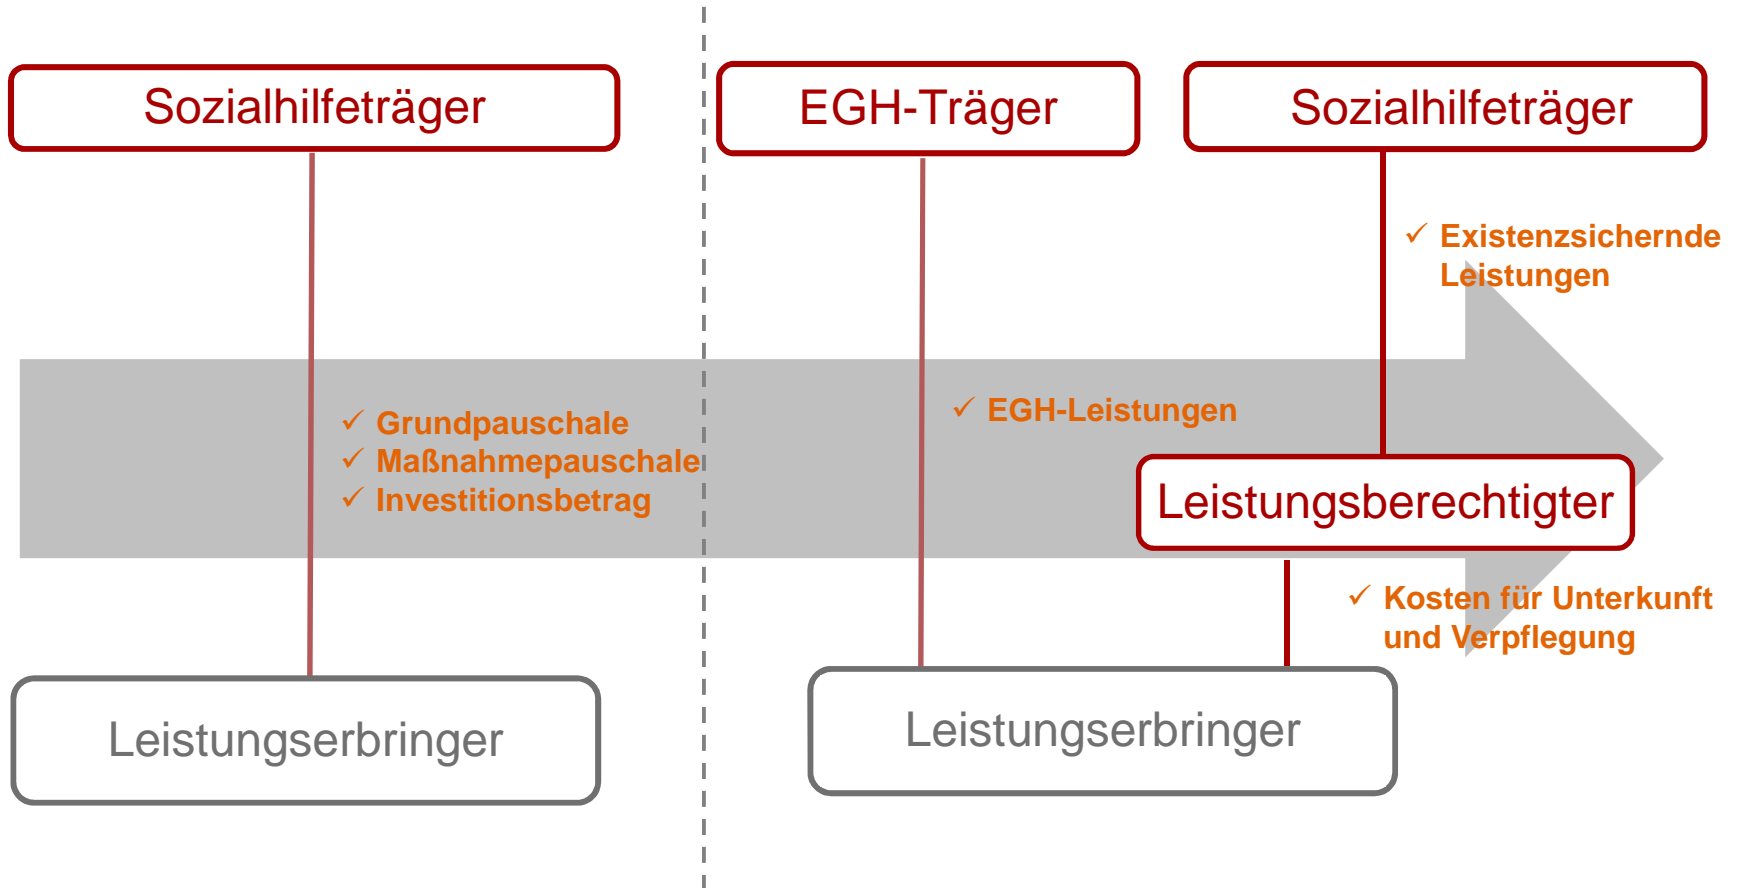 Sozialhilfeträger
✓ Grundpauschale
✓ Maßnahmepauschale
✓ Investitionsbetrag
Leistungserbringer
EGH-Träger
Sozialhilfeträger
✓ Existenzsichernde
Leistungen
✓ EGH-Leistungen
Leistungsberechtigter
✓ Kosten für Unterkunft
und Verpflegung
Leistungserbringer